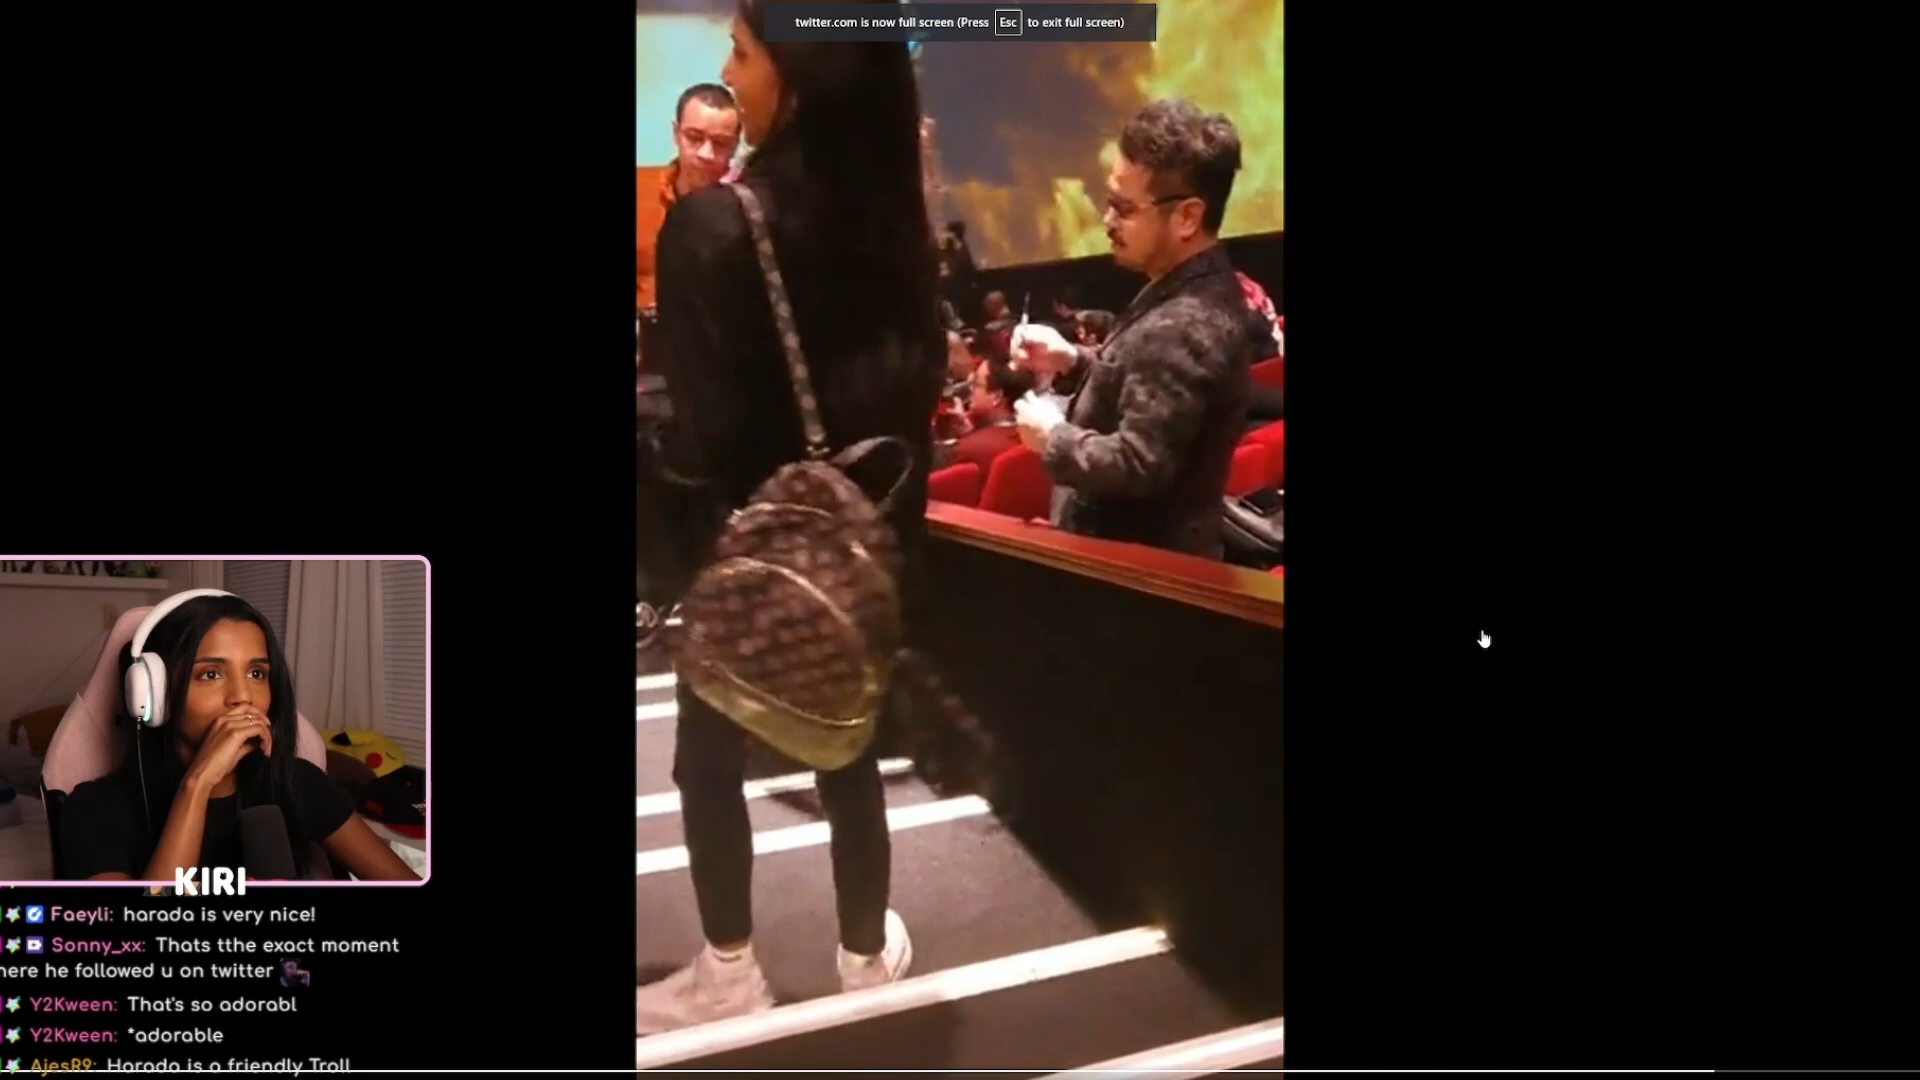 twitter.com is now full screen (Press Esc to exit full screen)
KIRI
Faeyli: harada is very nice!
Sonny_xx: Thats tthe exact moment
here he followed u on twitter
Y2Kween: That's so adorabl
Y2Kween: *adorable
AjesR9: Harada is a friendly Troll